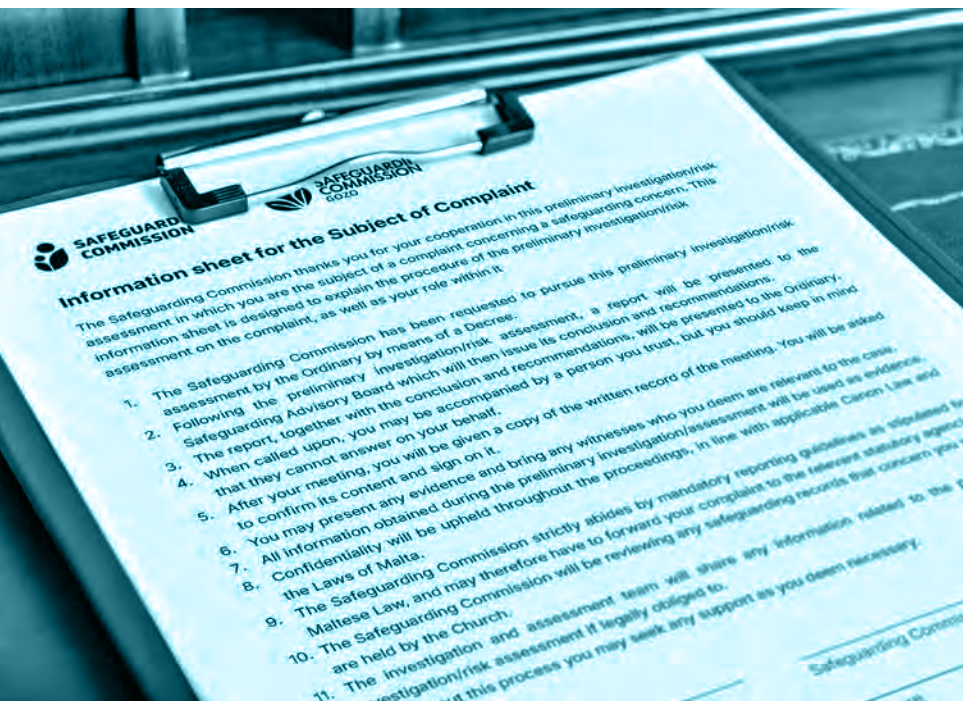 SAFEGUARD
COMMISSION
SAFEGUARDI
COMMISSION
GOZO
Information sheet for the Subject of Complaint
The Safeguarding Commission thanks you for your cooperation in this preliminary investigation/risk
assessment in which you are the subject of a complaint concerning a safeguarding concern. This
information sheet is designed to explain the procedure of the preliminary investigation/risk
assessment on the complaint, as well as your role within it
1. The Safeguarding Commission has been requested to pursue this preliminary investigation/risk
assessment by the Ordinary by means of a Decree.
2. Following the preliminary investigation/risk assessment, a report will be presented to the
Safeguarding Advisory Board which will then issue its conclusion and recommendations.
3. The report, together with the conclusion and recommendations, will be presented to the Ordinary.
4. When called upon, you may be accompanied by a person you trust, but you should keep in mind
that they cannot answer on your behalf.
5. After your meeting, you will be given a copy of the written record of the meeting. You will be asked
to confirm its content and sign on it.
6. You may present any evidence and bring any witnesses who you deem are relevant to the case.
7. All information obtained during the preliminary investigation/assessment will be used as evidence.
8. Confidentiality will be upheld throughout the proceedings, in line with applicable Canon Law and
the Laws of Malta.
9. The Safeguarding Commission strictly abides by mandatory reporting guidelines as stipulated
Maltese Law, and may therefore have to forward your complaint to the relevant statutory
10. The Safeguarding Commission will be reviewing any safeguarding records that concern you
are held by the Church.
11. The investigation and assessment team will share any information related to the
investigation/risk assessment if legally obliged to.
this process you may seek any support as you deem necessary.
Safeguarding